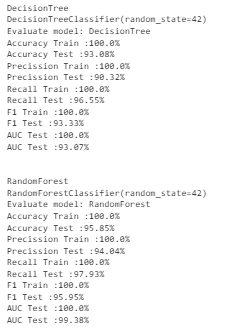 DecisionTree
DecisionTreeClassifier(random_state=42)
Evaluate model: DecisionTree
Accuracy Train :100.0%
Accuracy Test :93.08%
Precission Train :100.0%
Precission Test :90.32%
Recall Train :100.0%
Recall Test :96.55%
F1 Train :100.0%
F1 Test :93.33%
AUC Test :100.0%
AUC Test :93.07%
RandomForest
RandomForestClassifier(random_state=42)
Evaluate model: RandomForest
Accuracy Train :100.0%
Accuracy Test :95.85%
Precission Train :100.0%
Precission Test :94.04%
Recall Train :100.0%
Recall Test :97.93%
F1 Train :100.0%
F1 Test :95.95%
AUC Test :100.0%
AUC Test :99.38%